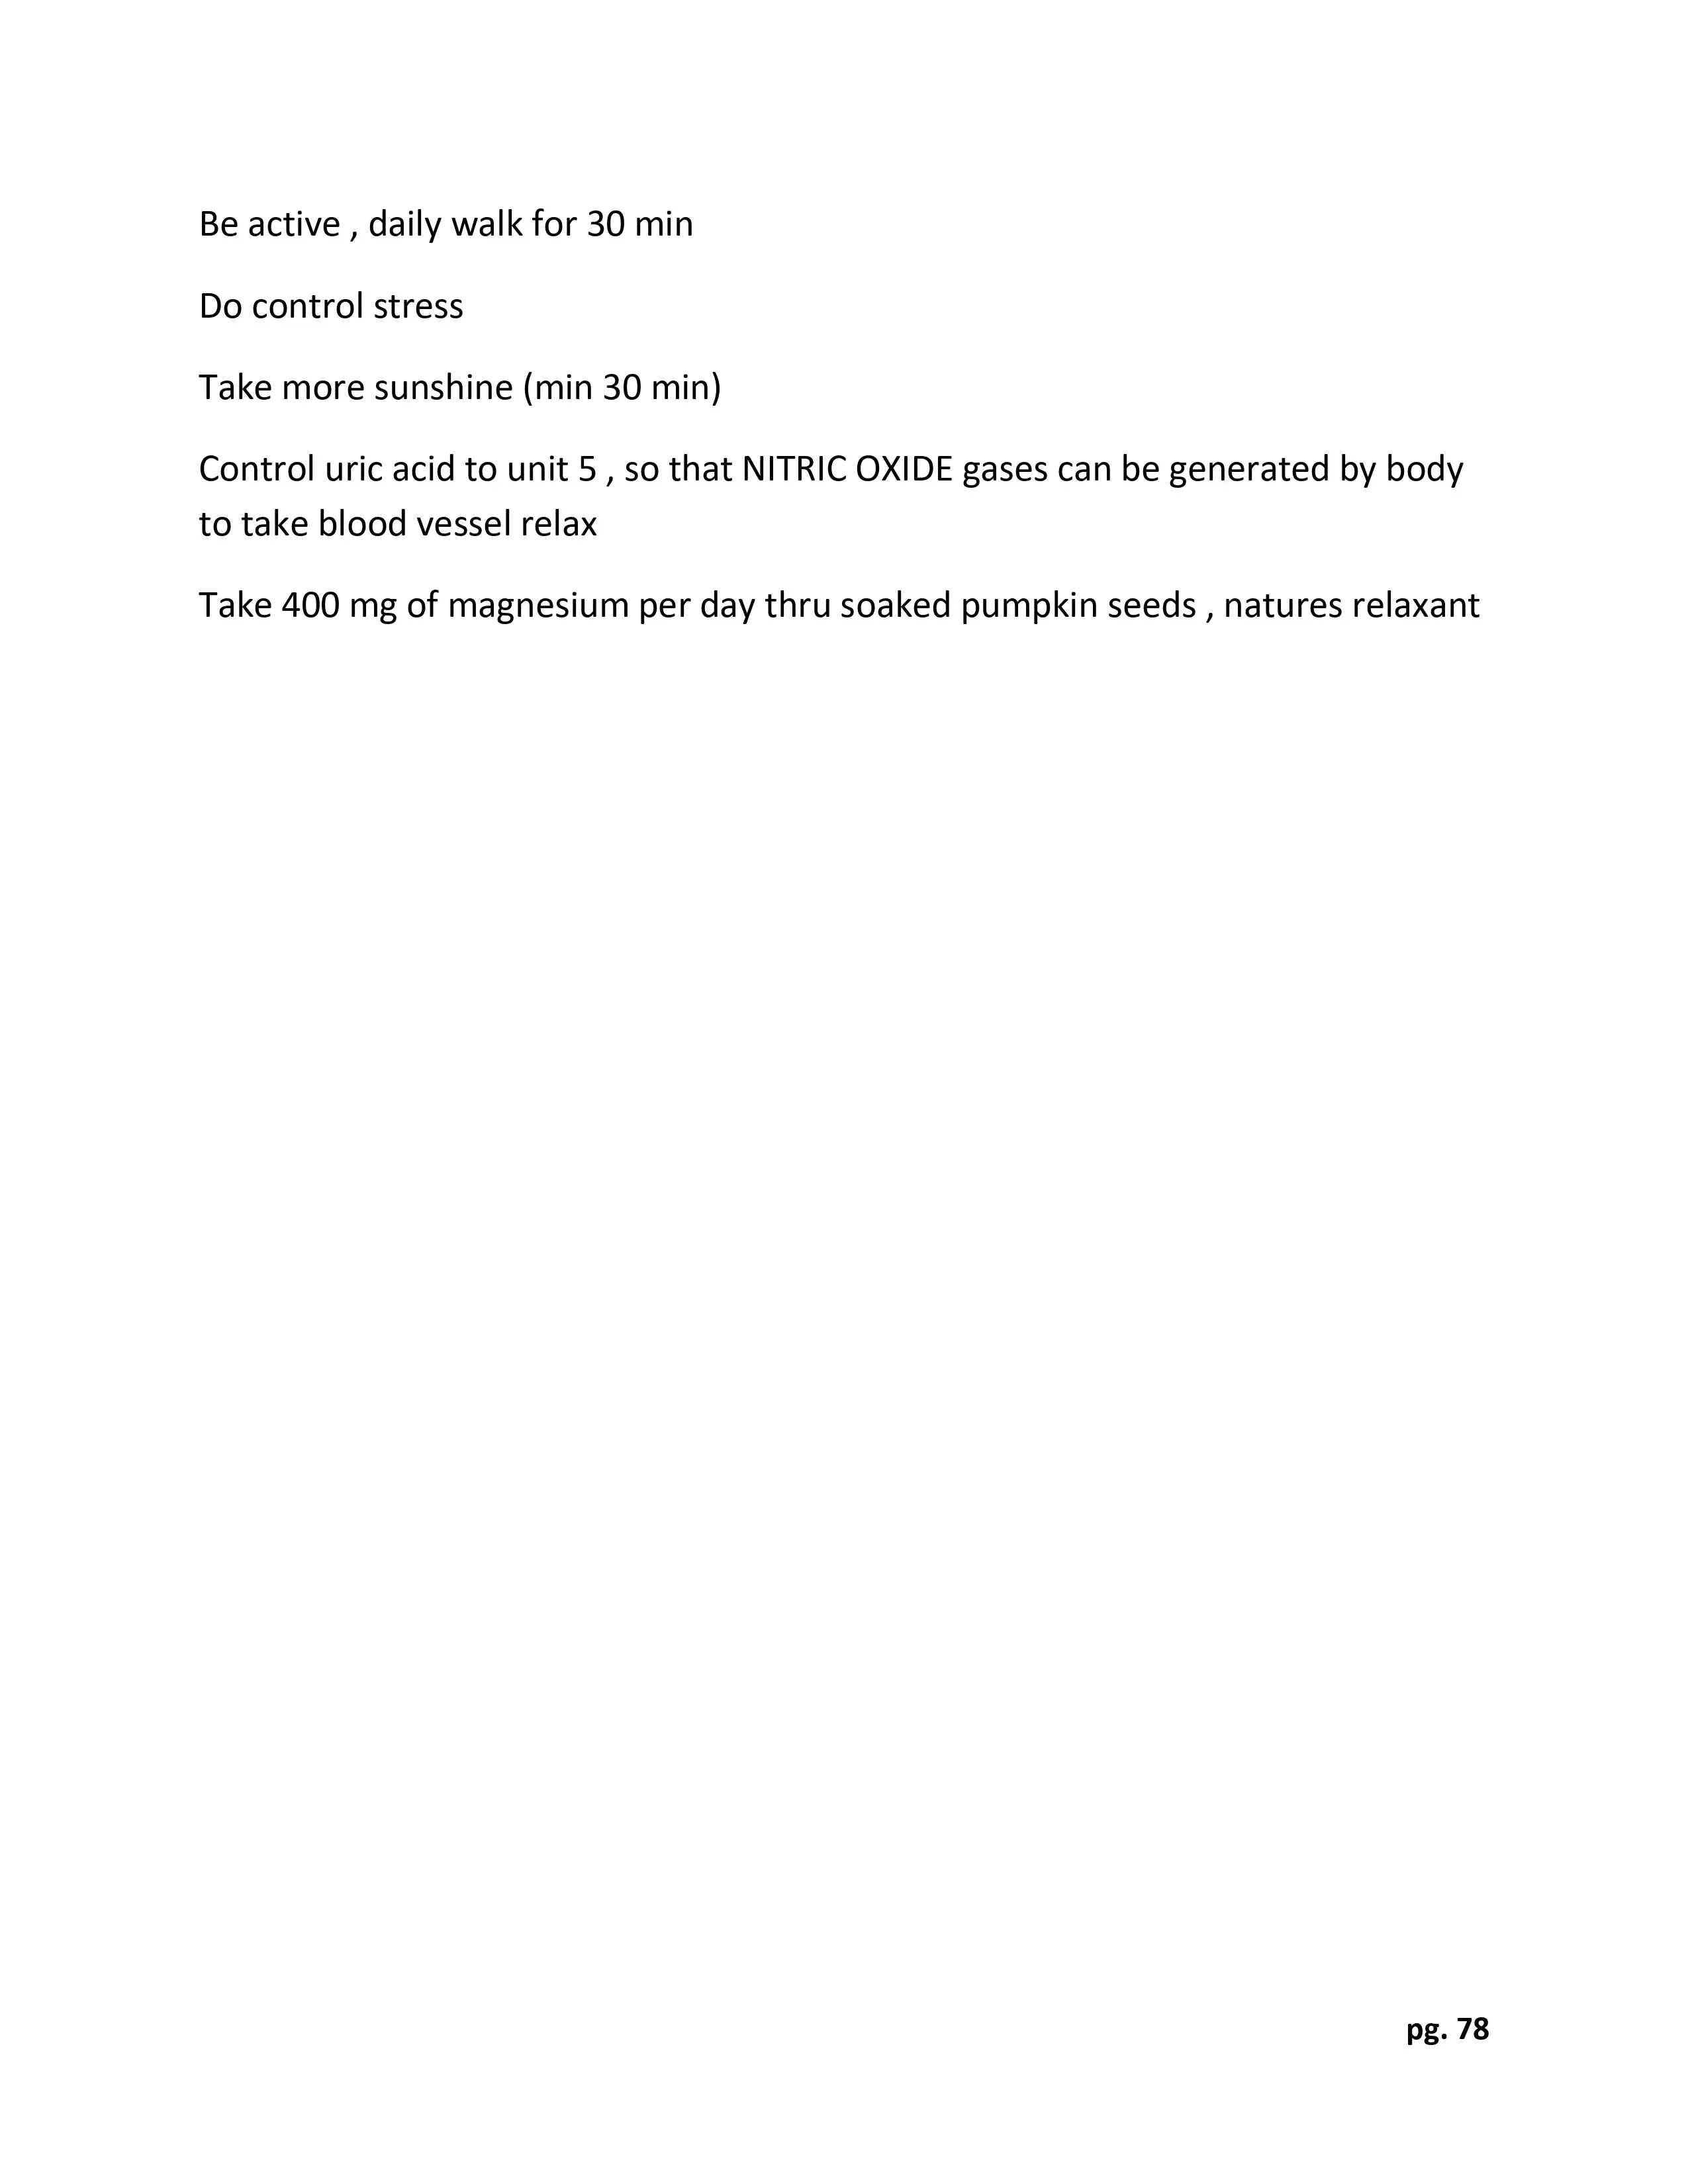 Be active , daily walk for 30 min
Do control stress
Take more sunshine (min 30 min)
Control uric acid to unit 5 , so that NITRIC OXIDE gases can be generated by body
to take blood vessel relax
Take 400 mg of magnesium per day thru soaked pumpkin seeds , natures relaxant
pg. 78